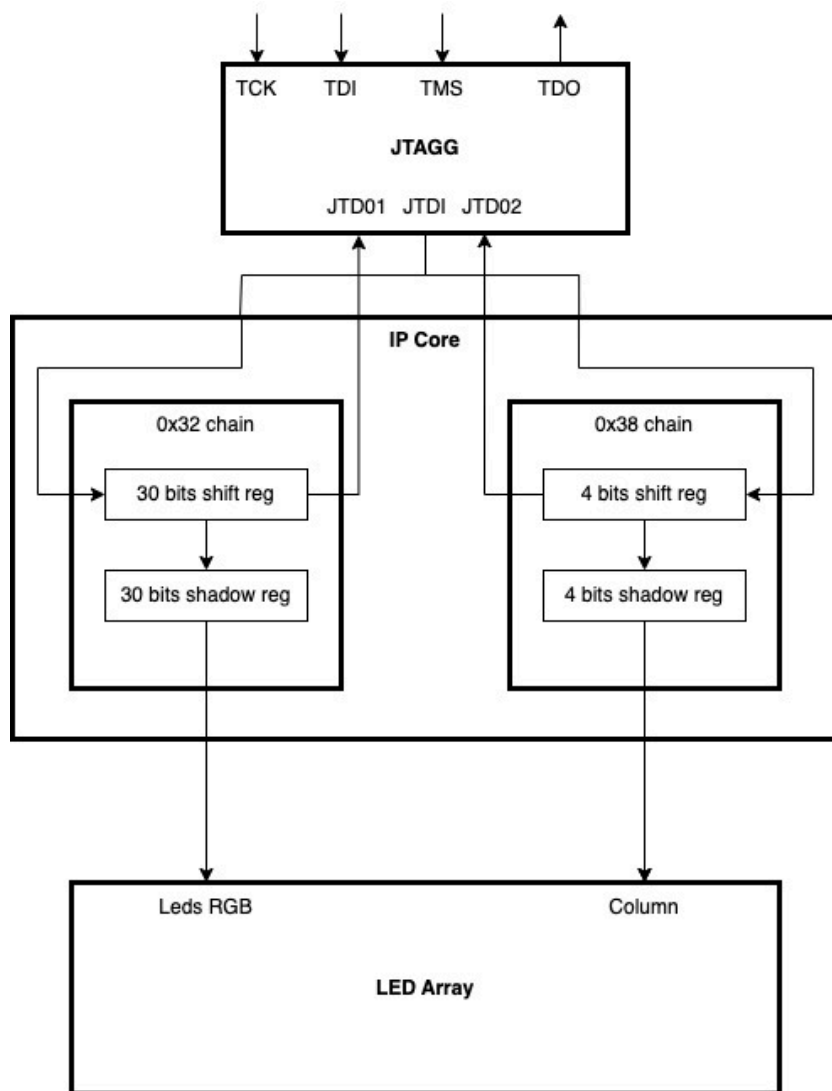 TCK TDI TMS TDO
JTAGG
JTD01 JTDI JTD02
IP Core
0x32 chain
0x38 chain
30 bits shift reg
4 bits shift reg
30 bits shadow reg
4 bits shadow reg
Leds RGB
Column
LED Array